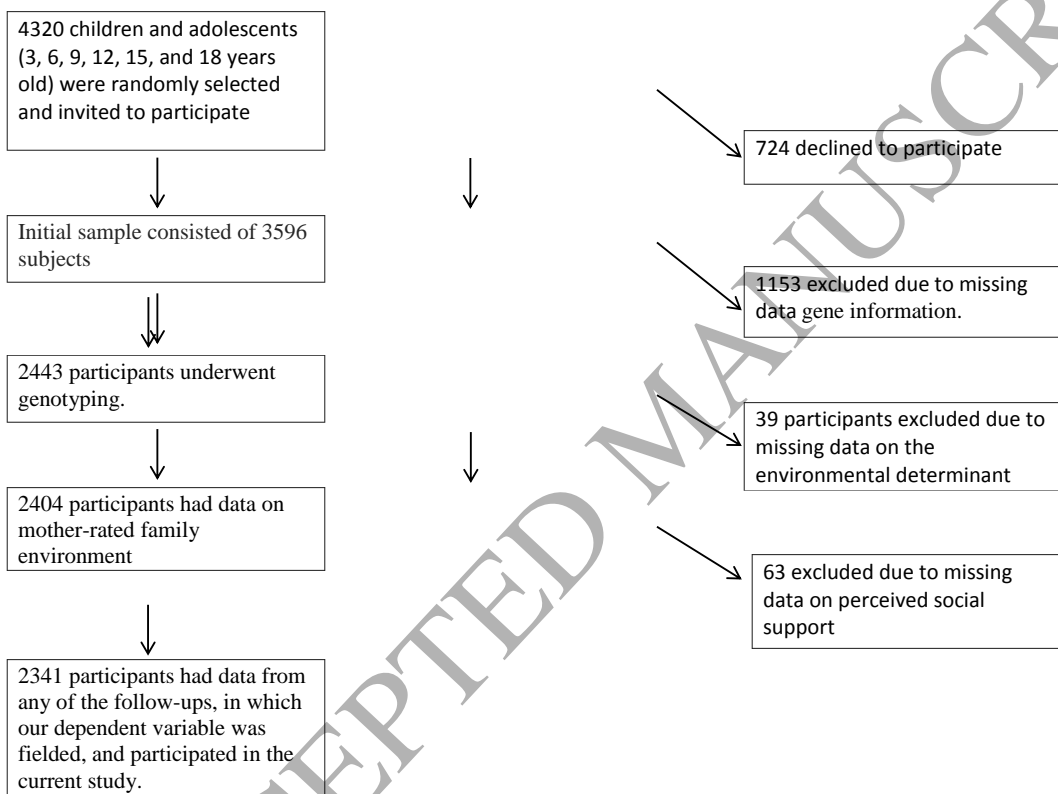 4320 children and adolescents
(3, 6, 9, 12, 15, and 18 years
old) were randomly selected
and invited to participate
724 declined to participate
Initial sample consisted of 3596
subjects
1153 excluded due to missing
data gene information.
2443 participants underwent
genotyping.
39 participants excluded due to
missing data on the
environmental determinant
2404 participants had data on
mother-rated family
environment
63 excluded due to missing
data on perceived social
support
2341 participants had data from
any of the follow-ups, in which
our dependent variable was
fielded, and participated in the
current study.
EPTED MANUSCR